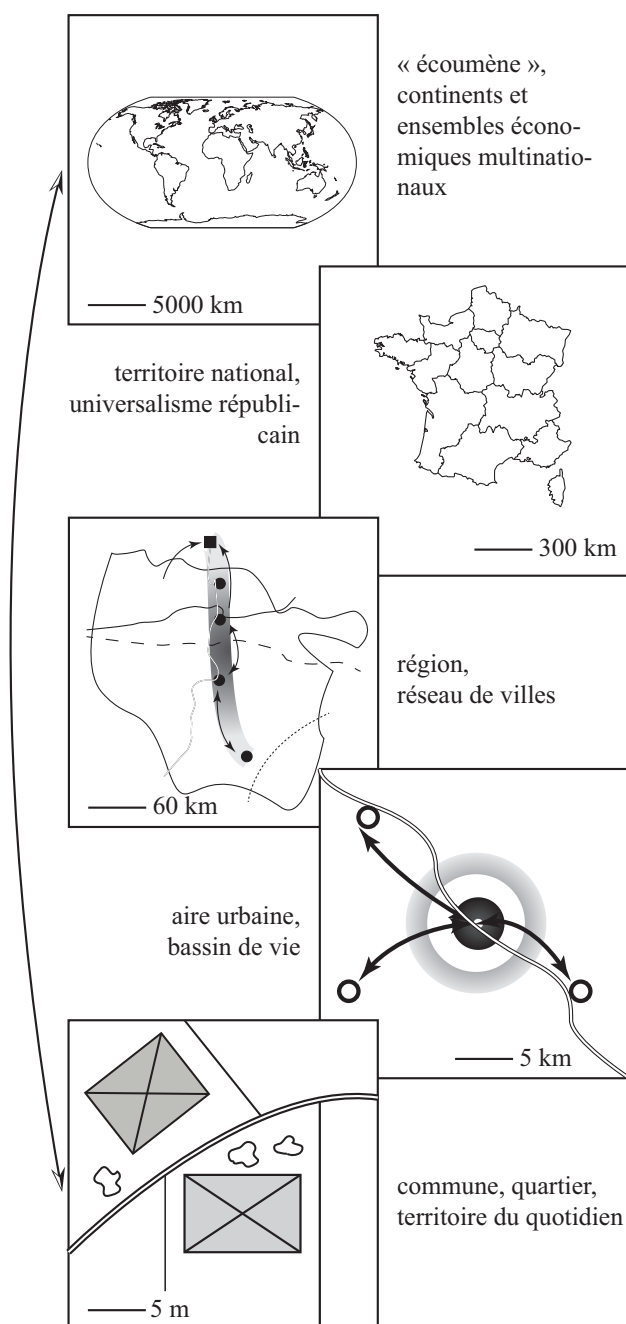 « écoumène »,
continents et
ensembles écono-
miques multinatio-
naux
5000 km
territoire national,
universalisme républi-
cain
300 km
région,
réseau de villes
60 km
aire urbaine,
bassin de vie
5 km
commune, quartier,
territoire du quotidien
5 m